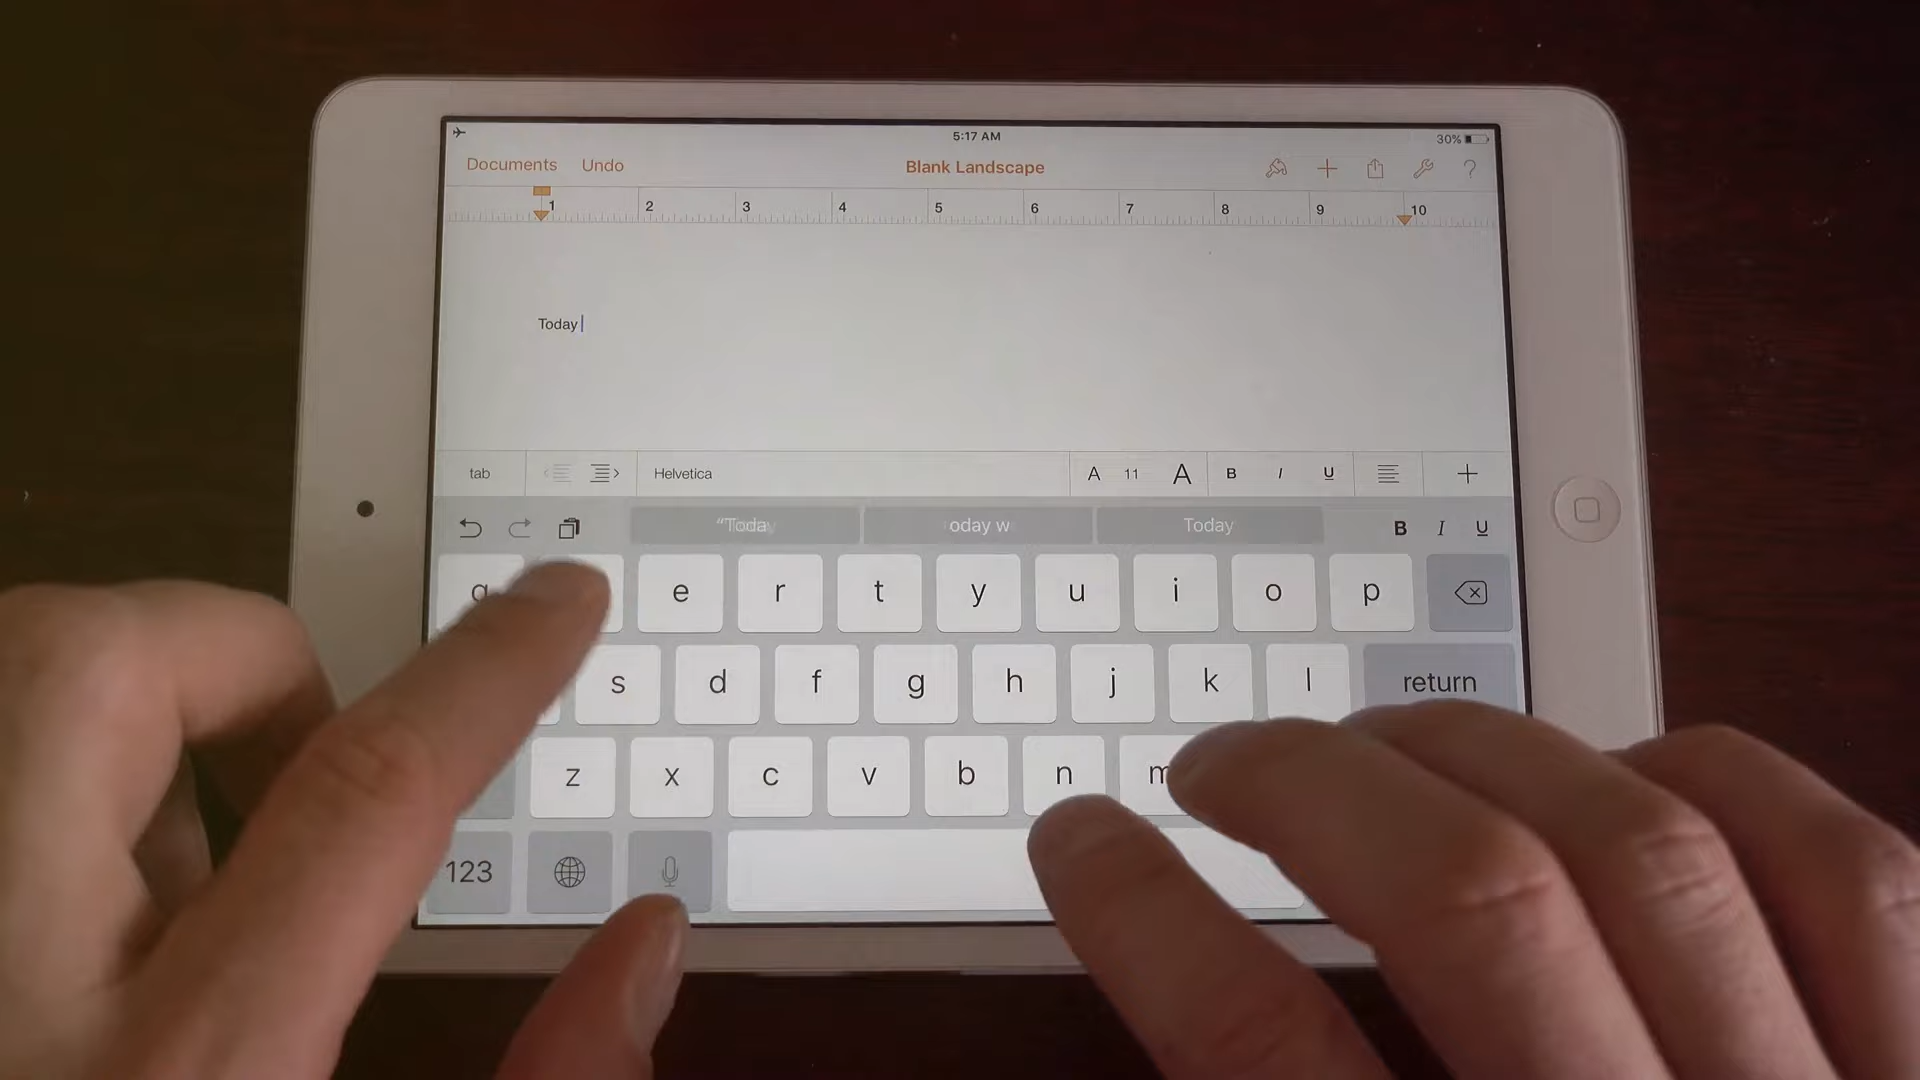 5:17 AM 30%
Documents Undo Blank Landscape ?
1 2 3 4 5 6 7 8 9 10
Today
tab Helvetica A 11 A B I U +
oday w Today B I U
q e r t y u i o p
s d f g h j k l return
z x c v b n m
123